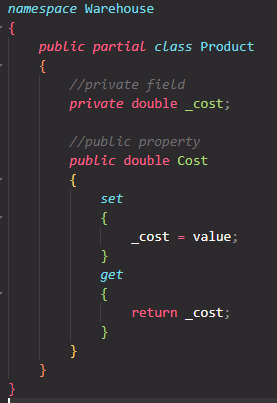 namespace Warehouse
{
    public partial class Product
    {
        //private field
        private double _cost;

        //public property
        public double Cost
        {
            set
            {
                _cost = value;
            }
            get
            {
                return _cost;
            }
        }
    }
}